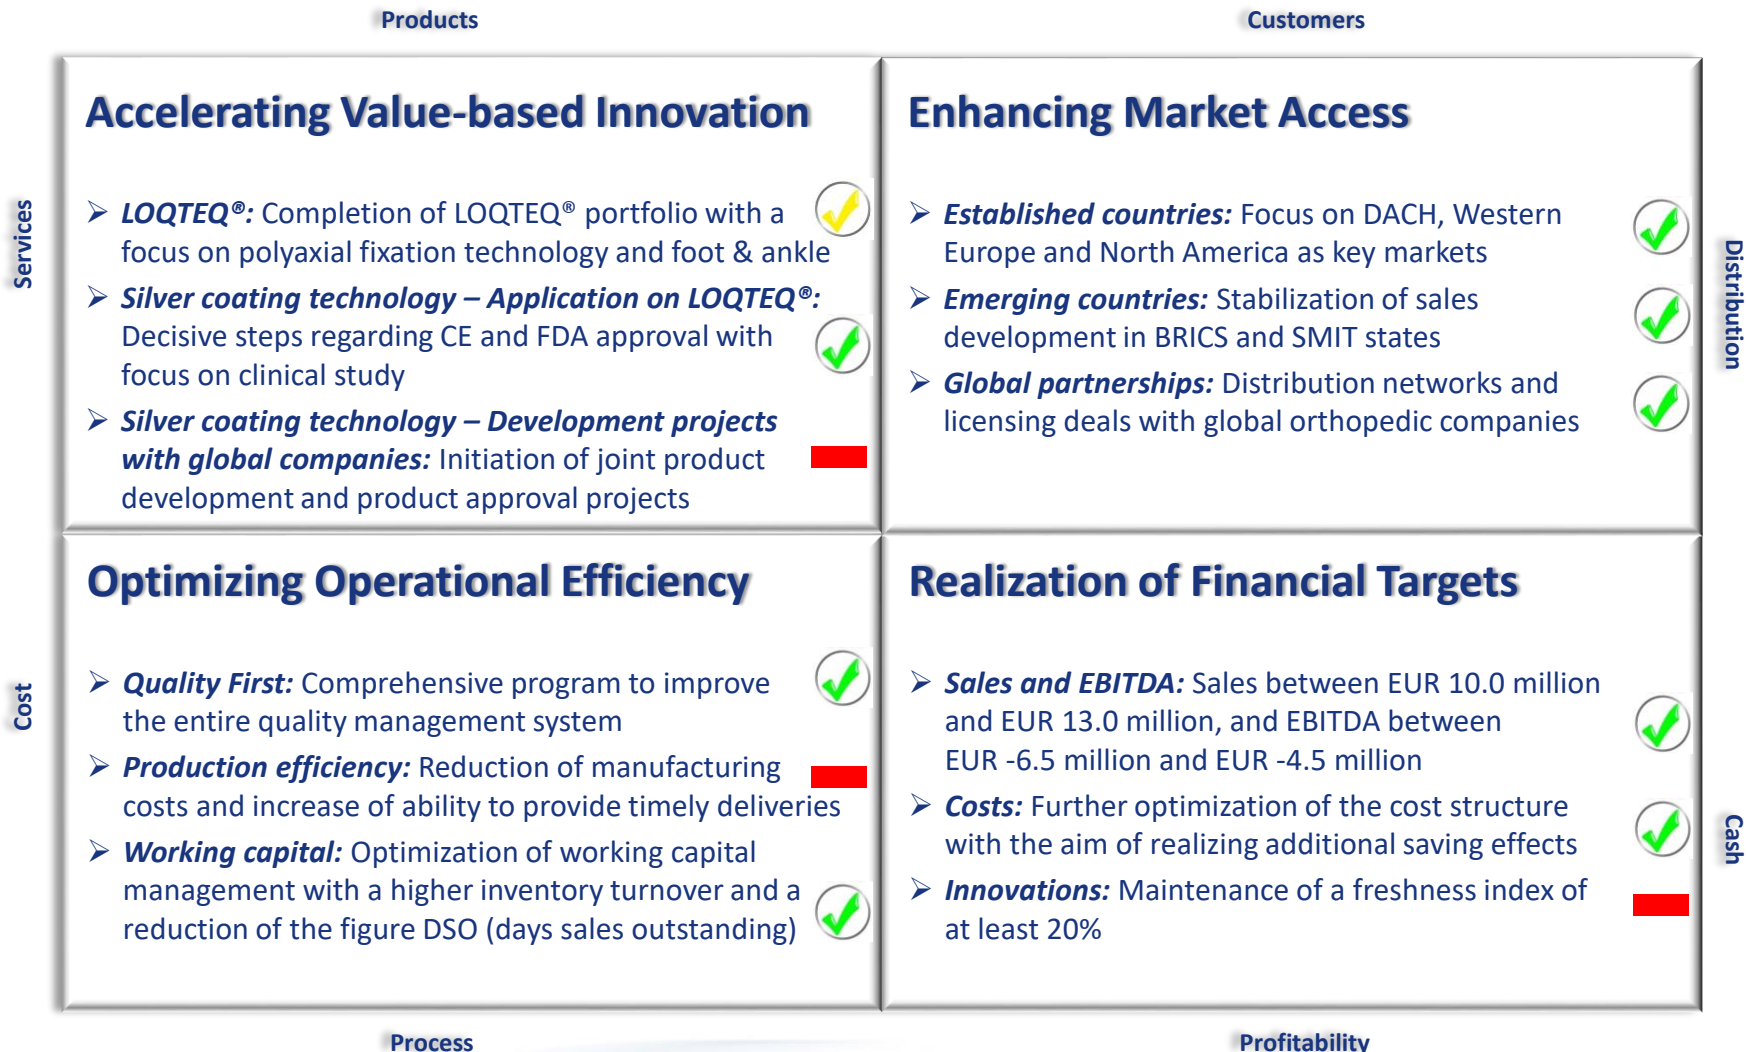 Products
Customers
Services
Accelerating Value-based Innovation
➢ LOQTEQ®: Completion of LOQTEQ® portfolio with a
focus on polyaxial fixation technology and foot & ankle
➢ Silver coating technology – Application on LOQTEQ®:
Decisive steps regarding CE and FDA approval with
focus on clinical study
➢ Silver coating technology – Development projects
with global companies: Initiation of joint product
development and product approval projects
Enhancing Market Access
➢ Established countries: Focus on DACH, Western
Europe and North America as key markets
➢ Emerging countries: Stabilization of sales
development in BRICS and SMIT states
➢ Global partnerships: Distribution networks and
licensing deals with global orthopedic companies
Distribution
Cost
Optimizing Operational Efficiency
➢ Quality First: Comprehensive program to improve
the entire quality management system
➢ Production efficiency: Reduction of manufacturing
costs and increase of ability to provide timely deliveries
➢ Working capital: Optimization of working capital
management with a higher inventory turnover and a
reduction of the figure DSO (days sales outstanding)
Realization of Financial Targets
➢ Sales and EBITDA: Sales between EUR 10.0 million
and EUR 13.0 million, and EBITDA between
EUR -6.5 million and EUR -4.5 million
➢ Costs: Further optimization of the cost structure
with the aim of realizing additional saving effects
➢ Innovations: Maintenance of a freshness index of
at least 20%
Cash
Process
Profitability